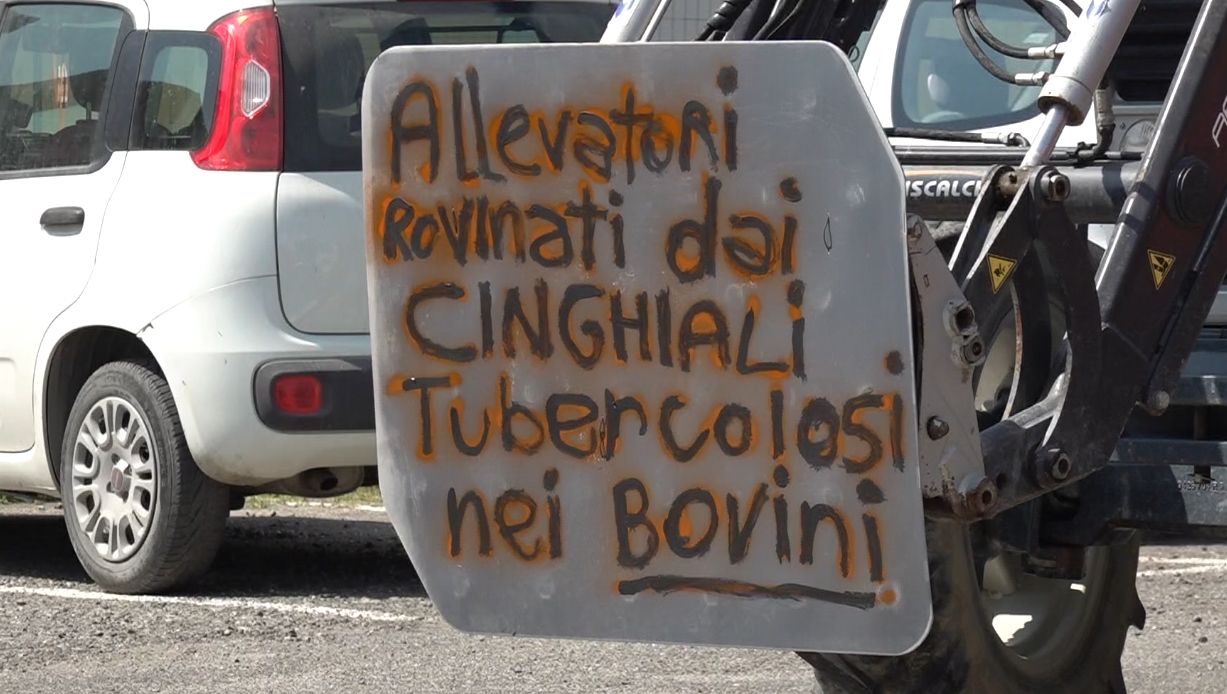 Allevatori
ROVINati dai
CINGHIALI
Tubercolosi
nei BOVini